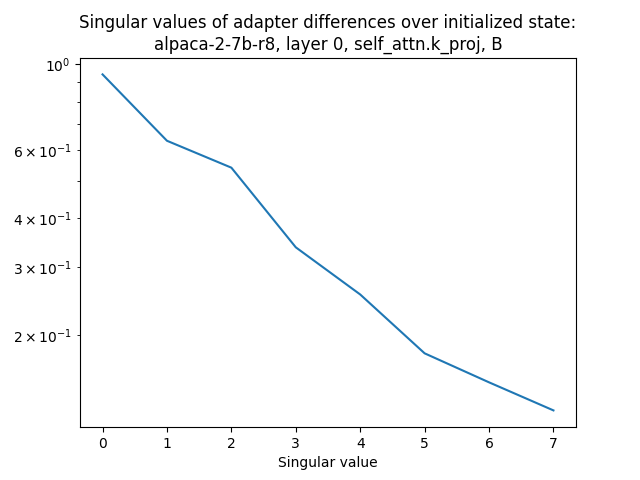 Singular values of adapter differences over initialized state:
alpaca-2-7b-r8, layer 0, self_attn.k_proj, B
10⁰
6 × 10⁻¹
4 × 10⁻¹
3 × 10⁻¹
2 × 10⁻¹
0 1 2 3 4 5 6 7
Singular value